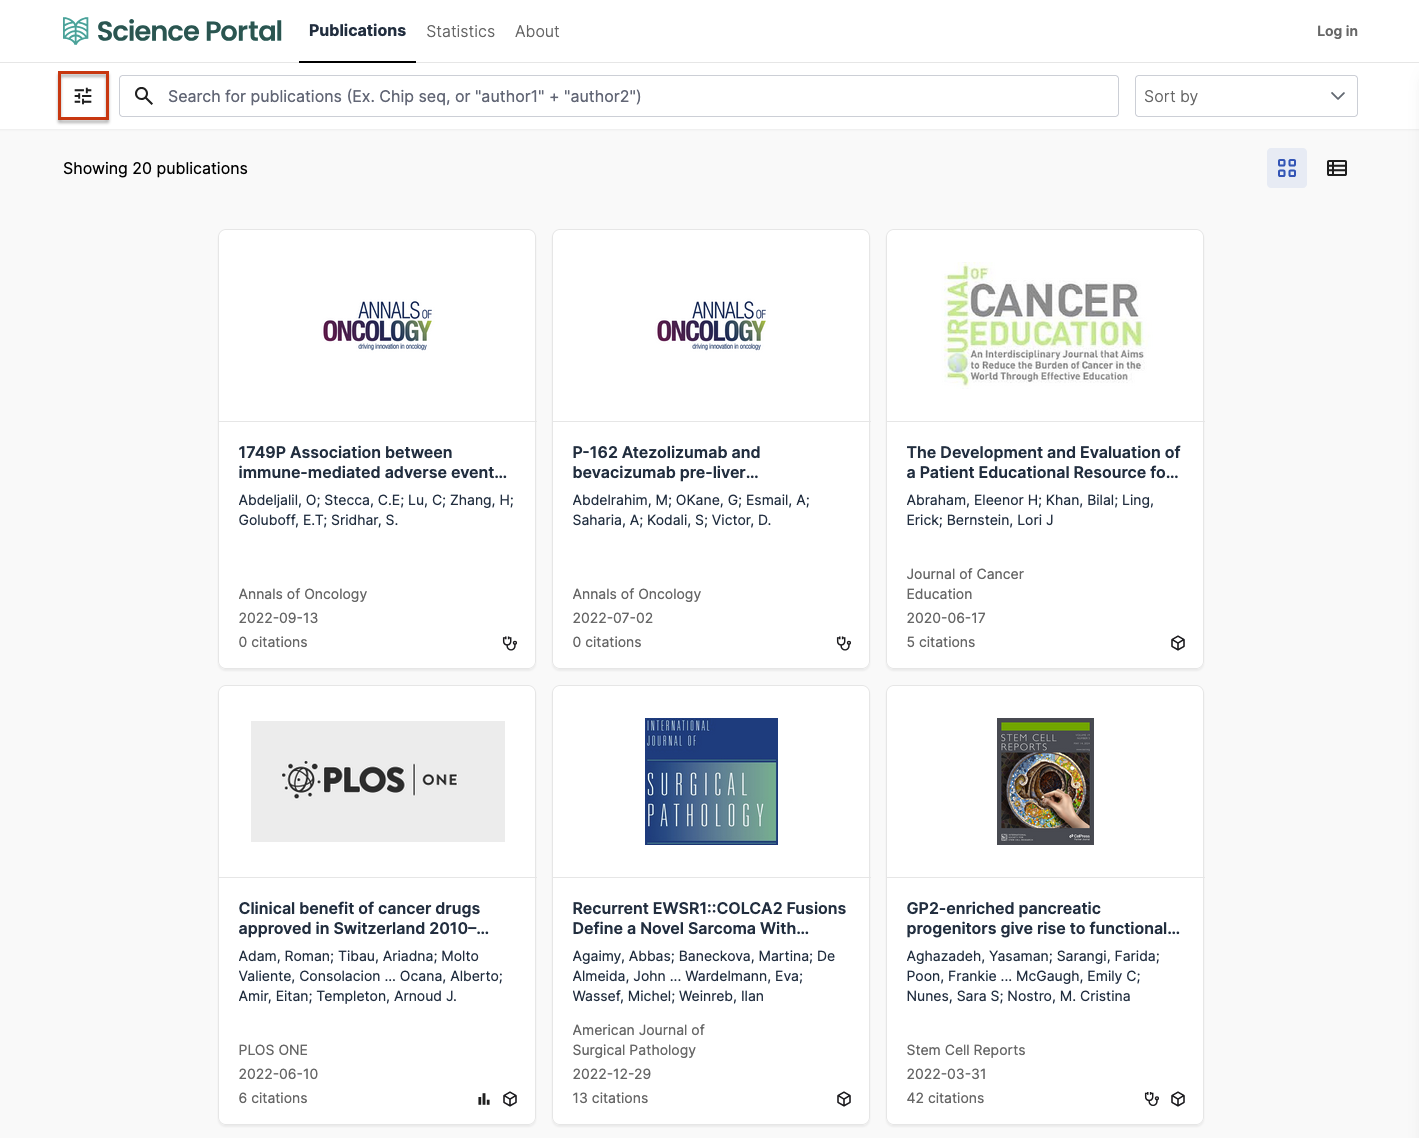 Science Portal
Publications
Statistics
About
Log in
Search for publications (Ex. Chip seq, or "author1" + "author2")
Sort by
Showing 20 publications
ANNALS OF
ONCOLOGY
driving innovation in oncology
ANNALS OF
ONCOLOGY
driving innovation in oncology
JOURNAL
OF
CANCER
EDUCATION
An Interdisciplinary Journal that Aims
to Reduce the Burden of Cancer in the
World Through Effective Education
1749P Association between
immune-mediated adverse event...
Abdeljalil, O; Stecca, C.E; Lu, C; Zhang, H;
Goluboff, E.T; Sridhar, S.
Annals of Oncology
2022-09-13
0 citations
P-162 Atezolizumab and
bevacizumab pre-liver...
Abdelrahim, M; OKane, G; Esmail, A;
Saharia, A; Kodali, S; Victor, D.
Annals of Oncology
2022-07-02
0 citations
The Development and Evaluation of
a Patient Educational Resource fo...
Abraham, Eleenor H; Khan, Bilal; Ling,
Erick; Bernstein, Lori J
Journal of Cancer
Education
2020-06-17
5 citations
PLOS ONE
INTERNATIONAL
JOURNAL OF
SURGICAL
PATHOLOGY
STEM CELL
REPORTS
CellPress
Clinical benefit of cancer drugs
approved in Switzerland 2010–...
Adam, Roman; Tibau, Ariadna; Molto
Valiente, Consolacion ... Ocana, Alberto;
Amir, Eitan; Templeton, Arnoud J.
PLOS ONE
2022-06-10
6 citations
Recurrent EWSR1::COLCA2 Fusions
Define a Novel Sarcoma With...
Agaimy, Abbas; Baneckova, Martina; De
Almeida, John ... Wardelmann, Eva;
Wassef, Michel; Weinreb, Ilan
American Journal of
Surgical Pathology
2022-12-29
13 citations
GP2-enriched pancreatic
progenitors give rise to functional...
Aghazadeh, Yasaman; Sarangi, Farida;
Poon, Frankie ... McGaugh, Emily C;
Nunes, Sara S; Nostro, M. Cristina
Stem Cell Reports
2022-03-31
42 citations